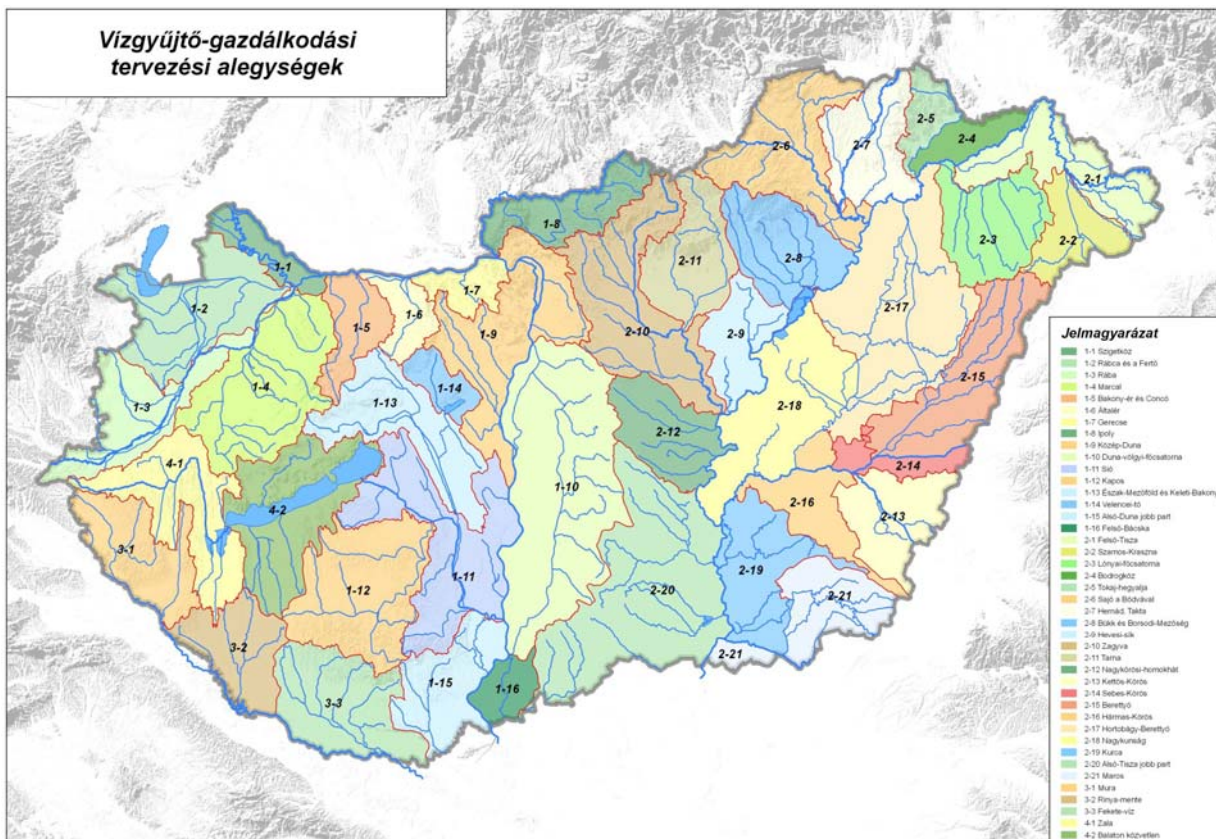 Vízgyűjtő-gazdálkodási
tervezési alegységek
2-5
2-4
2-6
2-7
2-1
1-8
2-3
2-2
2-8
2-11
1-1
1-7
2-17
1-2
1-5
1-6
1-9
2-10
2-9
1-4
1-14
1-3
1-13
2-15
2-18
2-12
4-1
2-14
1-10
4-2
2-16
2-13
3-1
2-19
1-11
1-12
2-20
2-21
3-2
2-21
1-15
1-16
3-3
Jelmagyarázat
1-1 Szigetköz
1-2 Rábca és a Fertő
1-3 Rába
1-4 Marcal
1-5 Bakony-ér és Concó
1-6 Általér
1-7 Gerecse
1-8 Ipoly
1-9 Közép-Duna
1-10 Duna-völgyi-főcsatorna
1-11 Sió
1-12 Kapos
1-13 Észak-Mezőföld és Keleti-Bakony
1-14 Velencei-tó
1-15 Alsó-Duna jobb part
1-16 Felső-Bácska
2-1 Felső-Tisza
2-2 Szamos-Kraszna
2-3 Lónyai-főcsatorna
2-4 Bodrogköz
2-5 Tokaj-hegyalja
2-6 Sajó a Bódvával
2-7 Hernád, Takta
2-8 Bükk és Borsodi-Mezőség
2-9 Hevesi-sík
2-10 Zagyva
2-11 Tarna
2-12 Nagykőrösi-homokhát
2-13 Kettős-Körös
2-14 Sebes-Körös
2-15 Berettyó
2-16 Hármas-Körös
2-17 Hortobágy-Berettyó
2-18 Nagykunság
2-19 Kurca
2-20 Alsó-Tisza jobb part
2-21 Maros
3-1 Mura
3-2 Rinya-mente
3-3 Fekete-víz
4-1 Zala
4-2 Balaton közvetlen